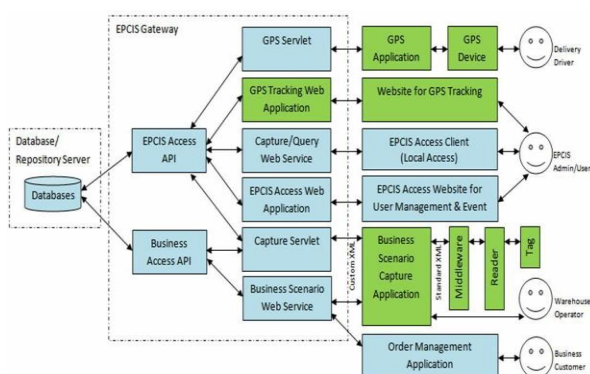 EPCIS Gateway
GPS Servlet
GPS
Application
GPS
Device
Delivery
Driver
GPS Tracking Web
Application
Website for GPS Tracking
Database/
Repository Server
Databases
EPCIS Access
API
Capture/Query
Web Service
EPCIS Access Client
(Local Access)
EPCIS
Admin/User
EPCIS Access Web
Application
EPCIS Access Website for
User Management & Event
Business
Access API
Capture Servlet
Custom XML
Business
Scenario
Capture
Application
Standard XML
Middleware
Reader
Tag
Business Scenario
Web Service
Warehouse
Operator
Order Management
Application
Business
Customer